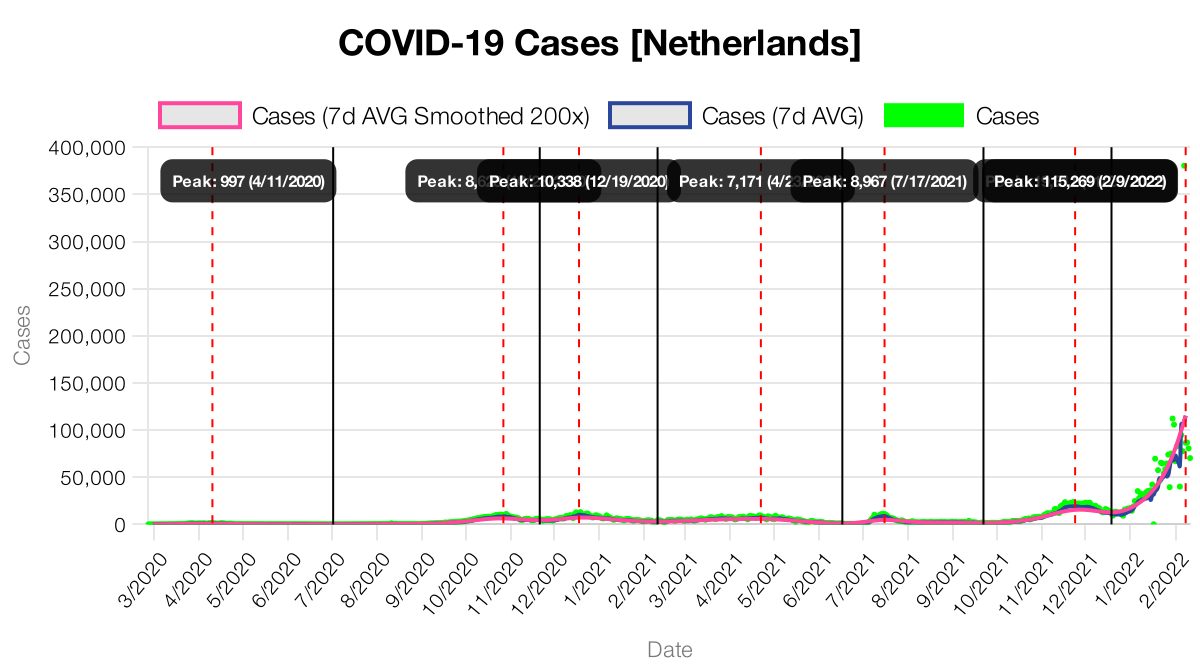 COVID-19 Cases [Netherlands]
Cases (7d AVG Smoothed 200x)
Cases (7d AVG)
Cases
400,000
350,000
300,000
250,000
200,000
150,000
100,000
50,000
0
Cases
Peak: 997 (4/11/2020)
Peak: 8,6
Peak: 10,338 (12/19/2020)
Peak: 7,171 (4/2
Peak: 8,967 (7/17/2021)
Peak: 115,269 (2/9/2022)
3/2020
4/2020
5/2020
6/2020
7/2020
8/2020
9/2020
10/2020
11/2020
12/2020
1/2021
2/2021
3/2021
4/2021
5/2021
6/2021
7/2021
8/2021
9/2021
10/2021
11/2021
12/2021
1/2022
2/2022
Date